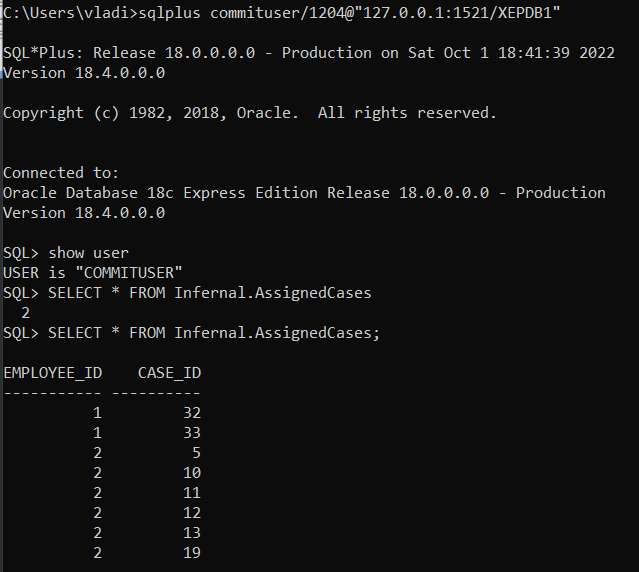 C:\Users\vladi>sqlplus commituser/1204@"127.0.0.1:1521/XEPDB1"
SQL*Plus: Release 18.0.0.0.0 - Production on Sat Oct 1 18:41:39 2022
Version 18.4.0.0.0
Copyright (c) 1982, 2018, Oracle.  All rights reserved.
Connected to:
Oracle Database 18c Express Edition Release 18.0.0.0.0 - Production
Version 18.4.0.0.0
SQL> show user
USER is "COMMITUSER"
SQL> SELECT * FROM Infernal.AssignedCases
  2
SQL> SELECT * FROM Infernal.AssignedCases;
EMPLOYEE_ID    CASE_ID
----------- ----------
          1         32
          1         33
          2          5
          2         10
          2         11
          2         12
          2         13
          2         19